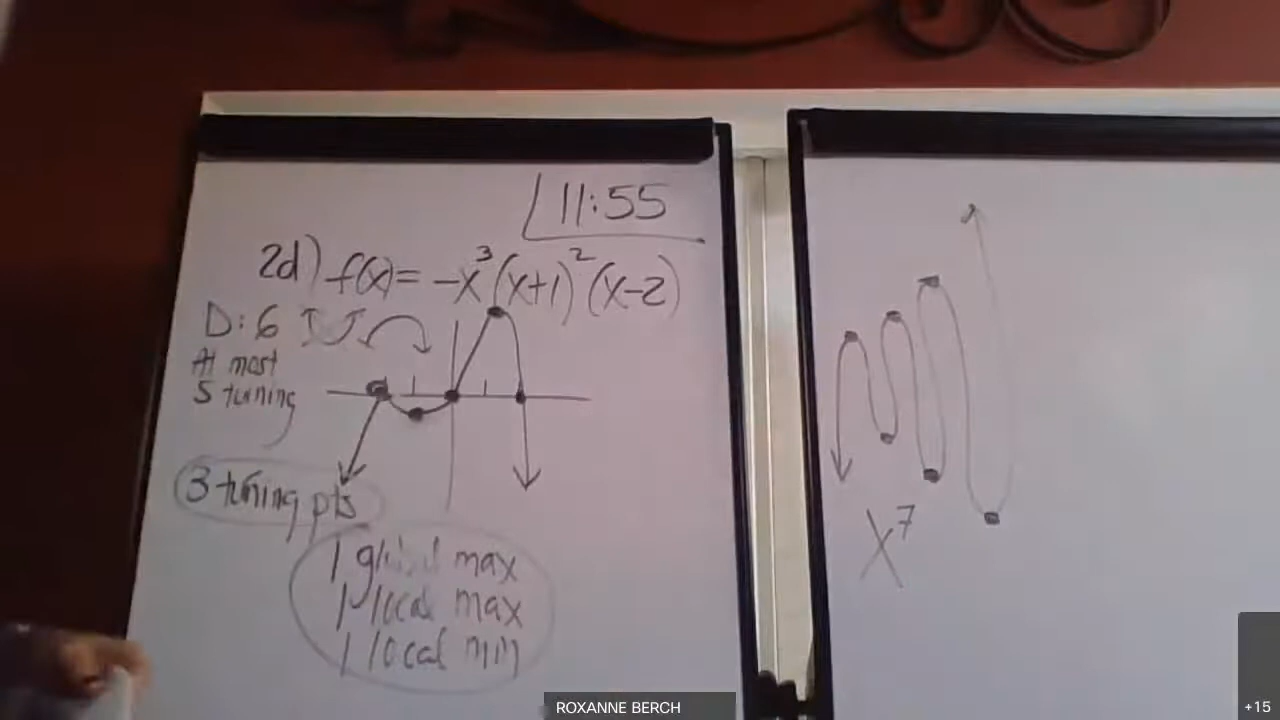 11:55
2d) f(x) = -x³(x+1)²(x-2)
D: 6
At most
5 turning
3 turning pts
1 global max
1 local max
1 local min
X⁷
ROXANNE BERCH
+15